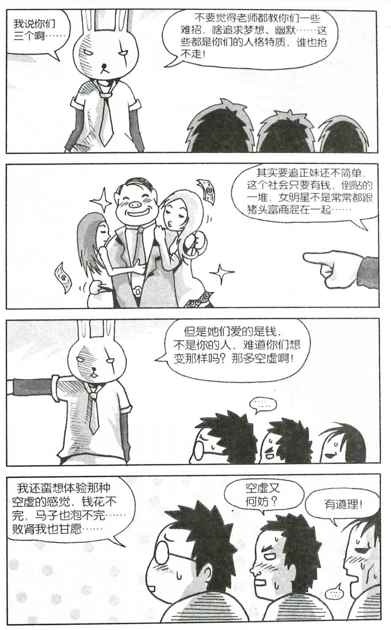 我说你们
三个啊……
不要觉得老师都教你们一些
难招，啥追求梦想、幽默……这
些都是你们的人格特质，谁也抢
不走！
其实要追正妹还不简单，
这个社会只要有钱，倒贴的
一堆，女明星不是常常都跟
猪头富商混在一起……
但是她们爱的是钱，
不是你的人，难道你们想
变那样吗？那多空虚啊！
……
我还蛮想体验那种
空虚的感觉，钱花不
完，马子也泡不完……
败肾我也甘愿……
空虚又
何妨？
有道理！
……